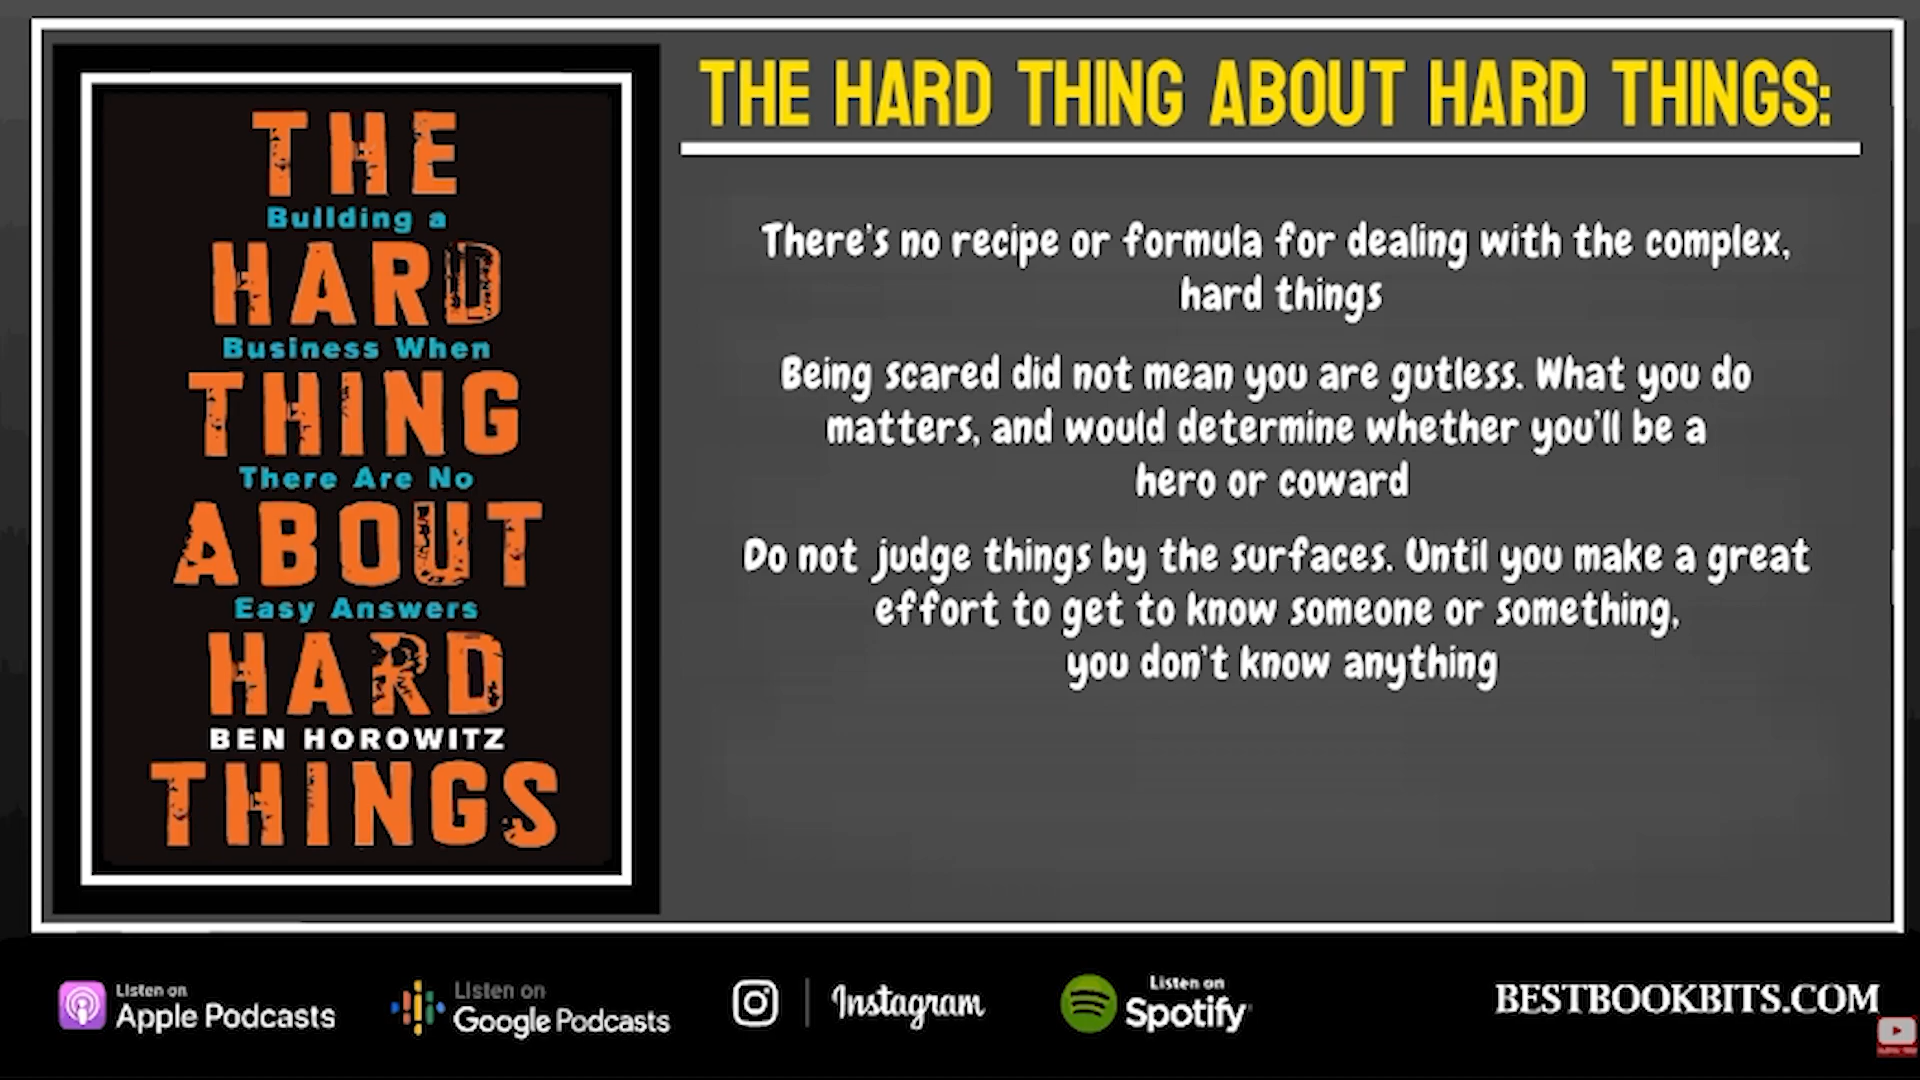 THE
Building a
HARD
Business When
THING
There Are No
ABOUT
Easy Answers
HARD
BEN HOROWITZ
THINGS
THE HARD THING ABOUT HARD THINGS:
There's no recipe or formula for dealing with the complex,
hard things
Being scared did not mean you are gutless. What you do
matters, and would determine whether you'll be a
hero or coward
Do not judge things by the surfaces. Until you make a great
effort to get to know someone or something,
you don't know anything
Listen on
Apple Podcasts
Listen on
Google Podcasts
Instagram
Listen on
Spotify
BESTBOOKBITS.COM